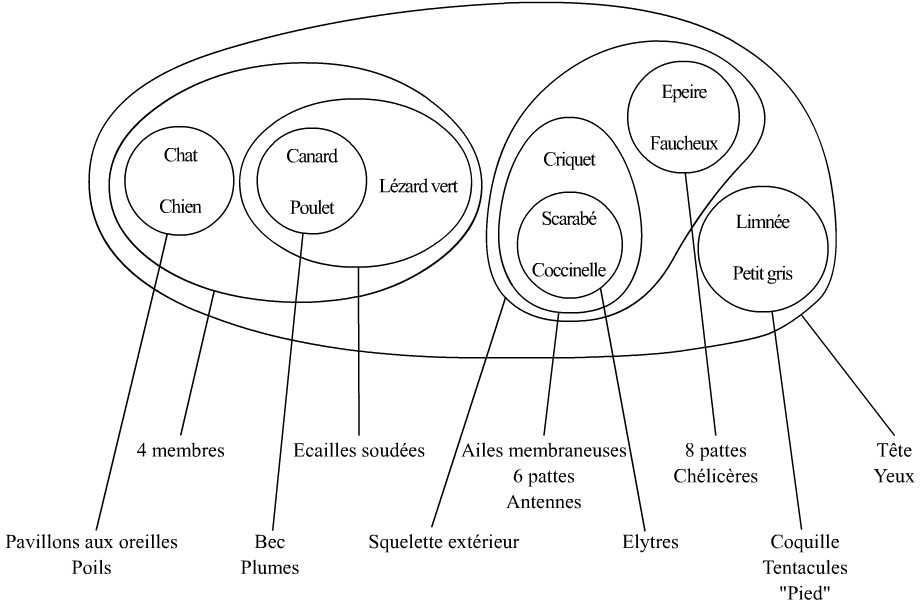 Epeire
Faucheux
Chat
Chien
Canard
Poulet
Lézard vert
Criquet
Scarabé
Coccinelle
Limnée
Petit gris
4 membres
Ecailles soudées
Ailes membraneuses
6 pattes
Antennes
8 pattes
Chélicères
Tête
Yeux
Pavillons aux oreilles
Poils
Bec
Plumes
Squelette extérieur
Elytres
Coquille
Tentacules
"Pied"